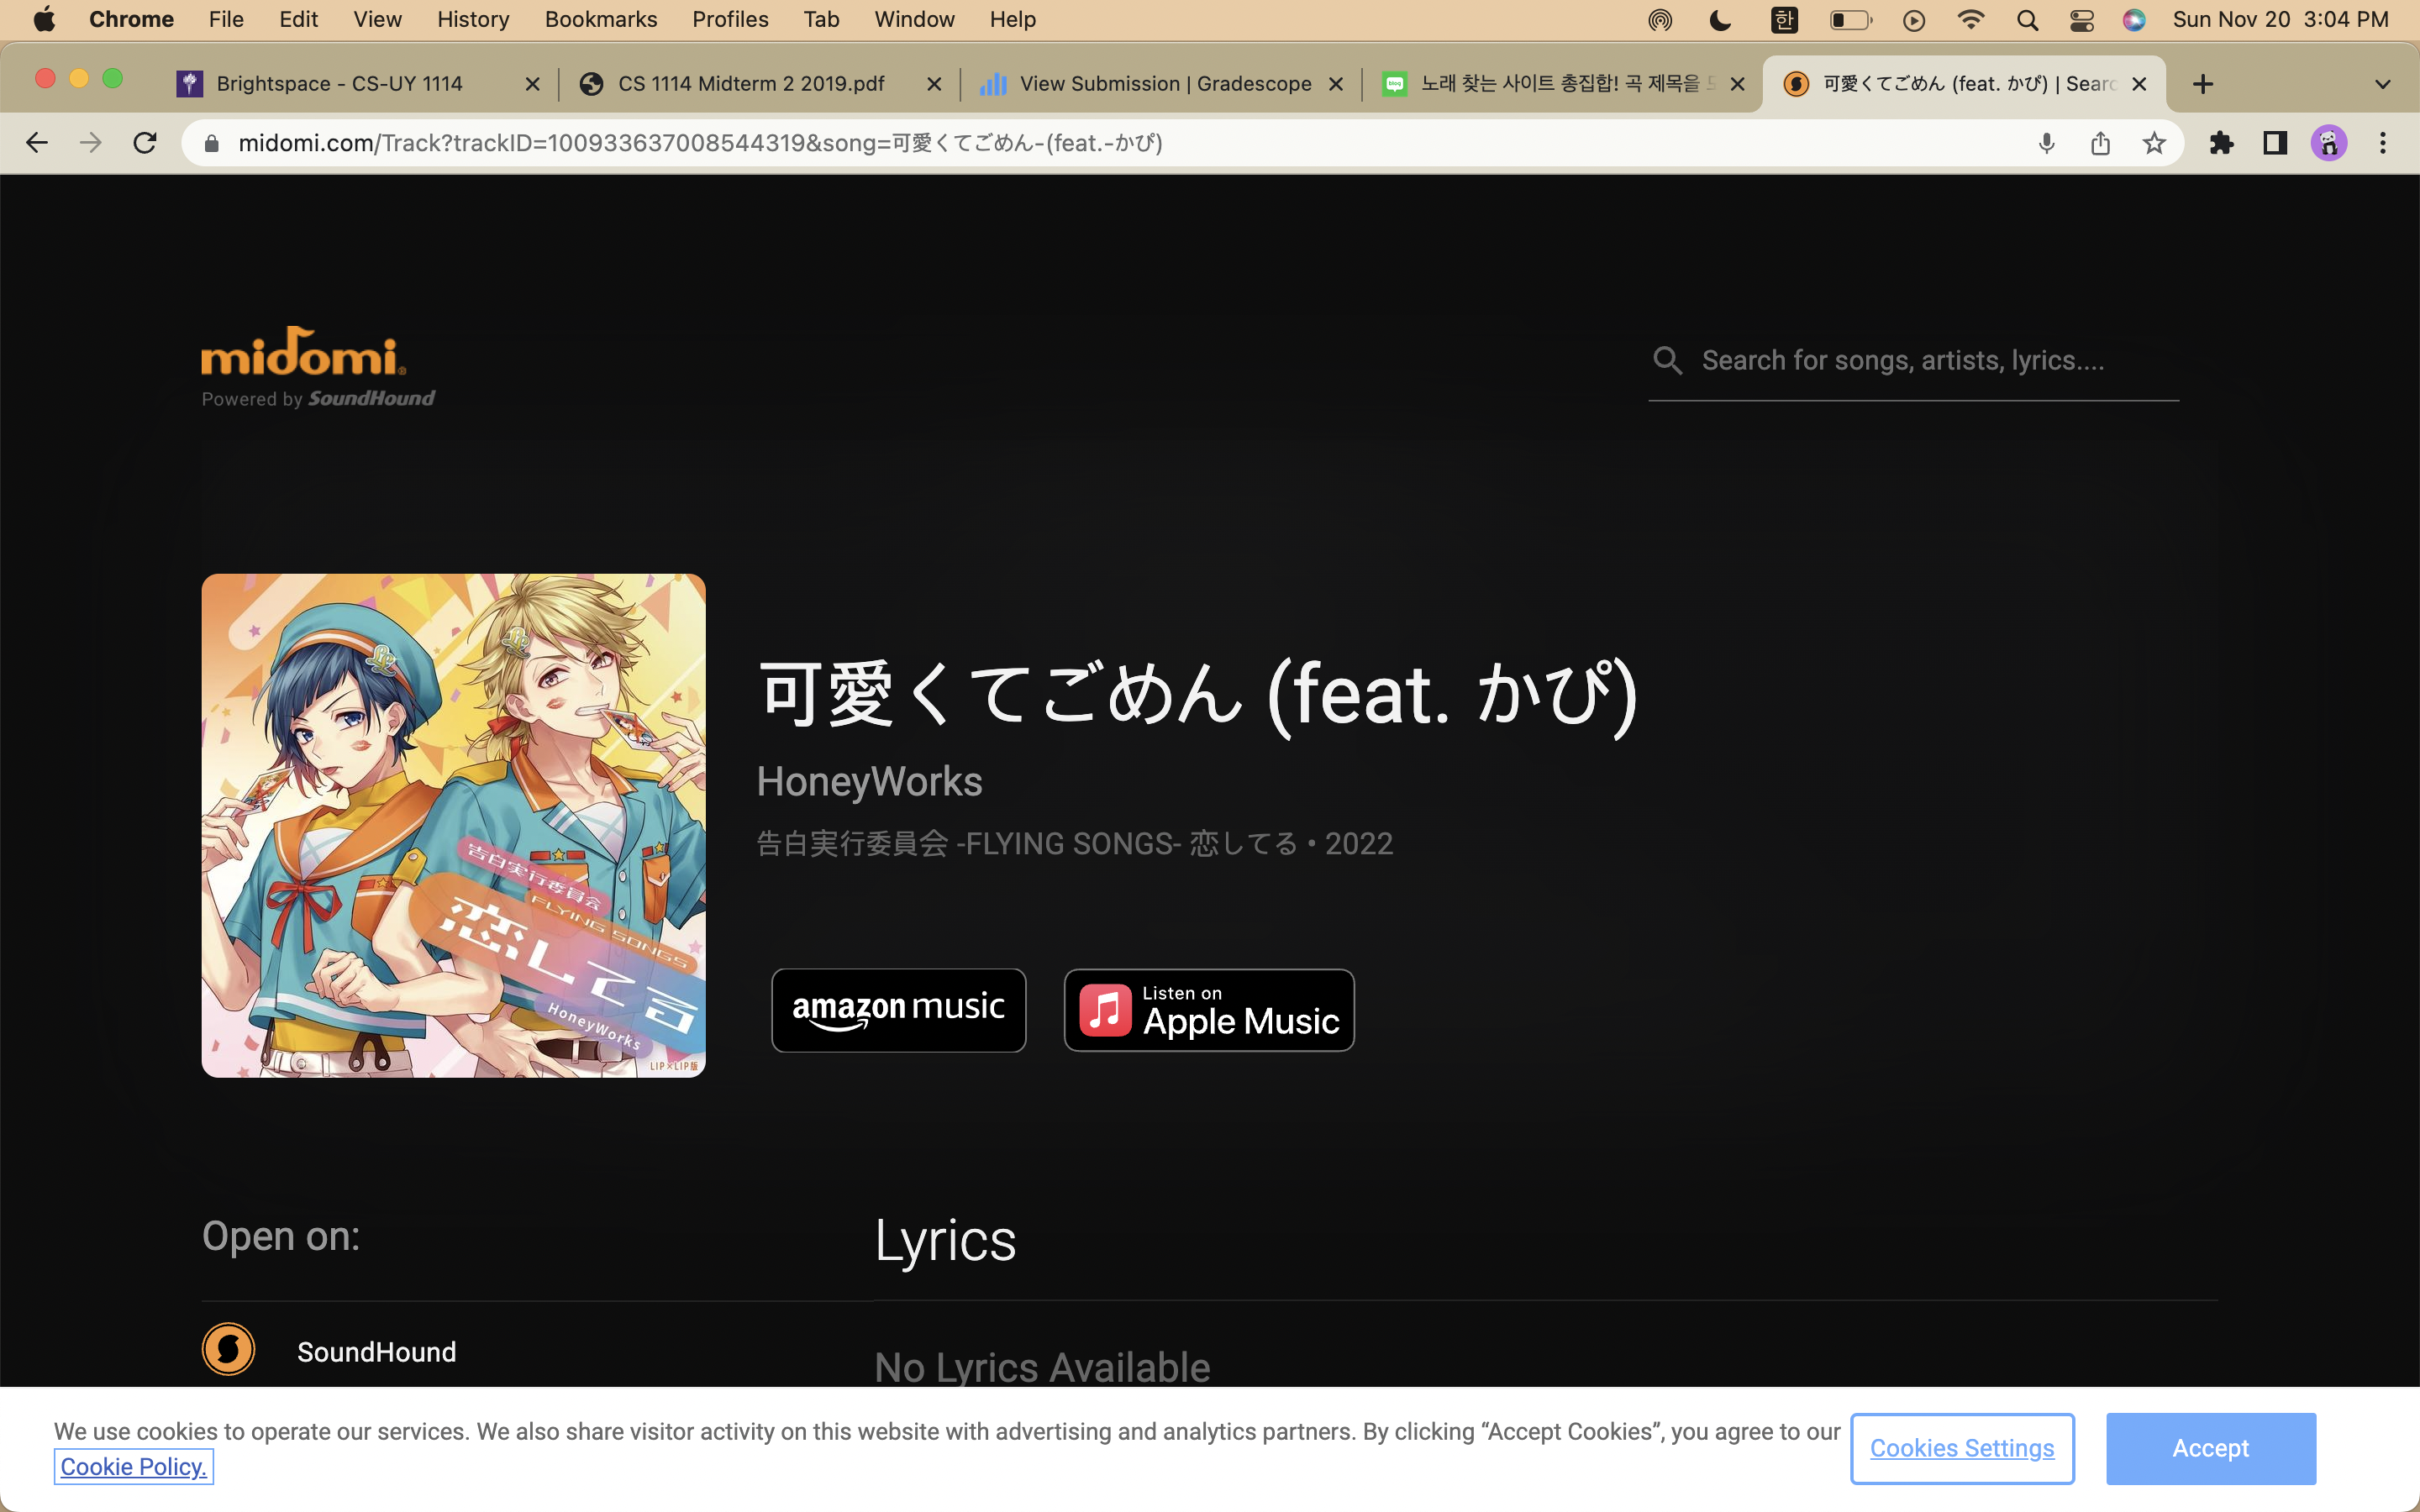 Chrome File Edit View History Bookmarks Profiles Tab Window Help 한 Sun Nov 20 3:04 PM
Brightspace - CS-UY 1114 CS 1114 Midterm 2 2019.pdf View Submission | Gradescope 노래 찾는 사이트 총집합! 곡 제목을 可愛くてごめん (feat. かぴ) | Searc
midomi.com/Track?trackID=100933637008544319&song=可愛くてごめん-(feat.-かぴ)
midomi®
Powered by SoundHound
Search for songs, artists, lyrics....
可愛くてごめん (feat. かぴ)
HoneyWorks
告白実行委員会 -FLYING SONGS- 恋してる • 2022
告白実行委員会
FLYING SONGS
恋してる
HoneyWorks
LIP×LIP版
amazon music
Listen on
Apple Music
Open on:
Lyrics
SoundHound
No Lyrics Available
We use cookies to operate our services. We also share visitor activity on this website with advertising and analytics partners. By clicking “Accept Cookies”, you agree to our
Cookie Policy.
Cookies Settings
Accept